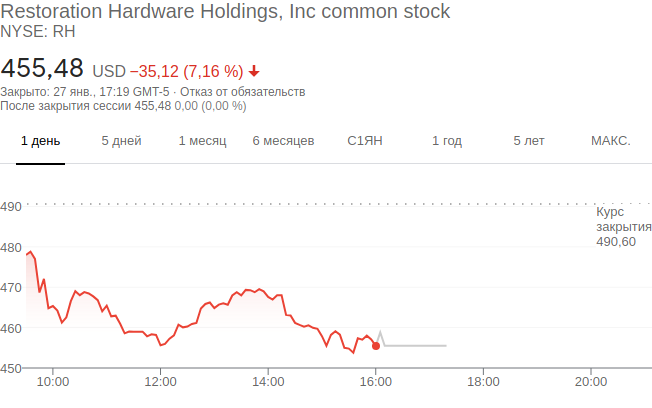 Restoration Hardware Holdings, Inc common stock
NYSE: RH
455,48 USD −35,12 (7,16 %)
Закрыто: 27 янв., 17:19 GMT-5 · Отказ от обязательств
После закрытия сессии 455,48 0,00 (0,00 %)
1 день 5 дней 1 месяц 6 месяцев С1ЯН 1 год 5 лет МАКС.
490
Курс
закрытия
490,60
480
470
460
450
10:00 12:00 14:00 16:00 18:00 20:00